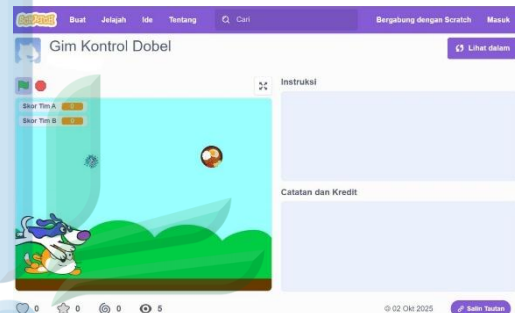 SCRATCH Buat Jelajah Ide Tentang Cari Bergabung dengan Scratch Masuk
Gim Kontrol Dobel
Lihat dalam
Instruksi
Skor Tim A 0
Skor Tim B 0
Catatan dan Kredit
0 0 0 5
© 02 Okt 2025
Salin Tautan